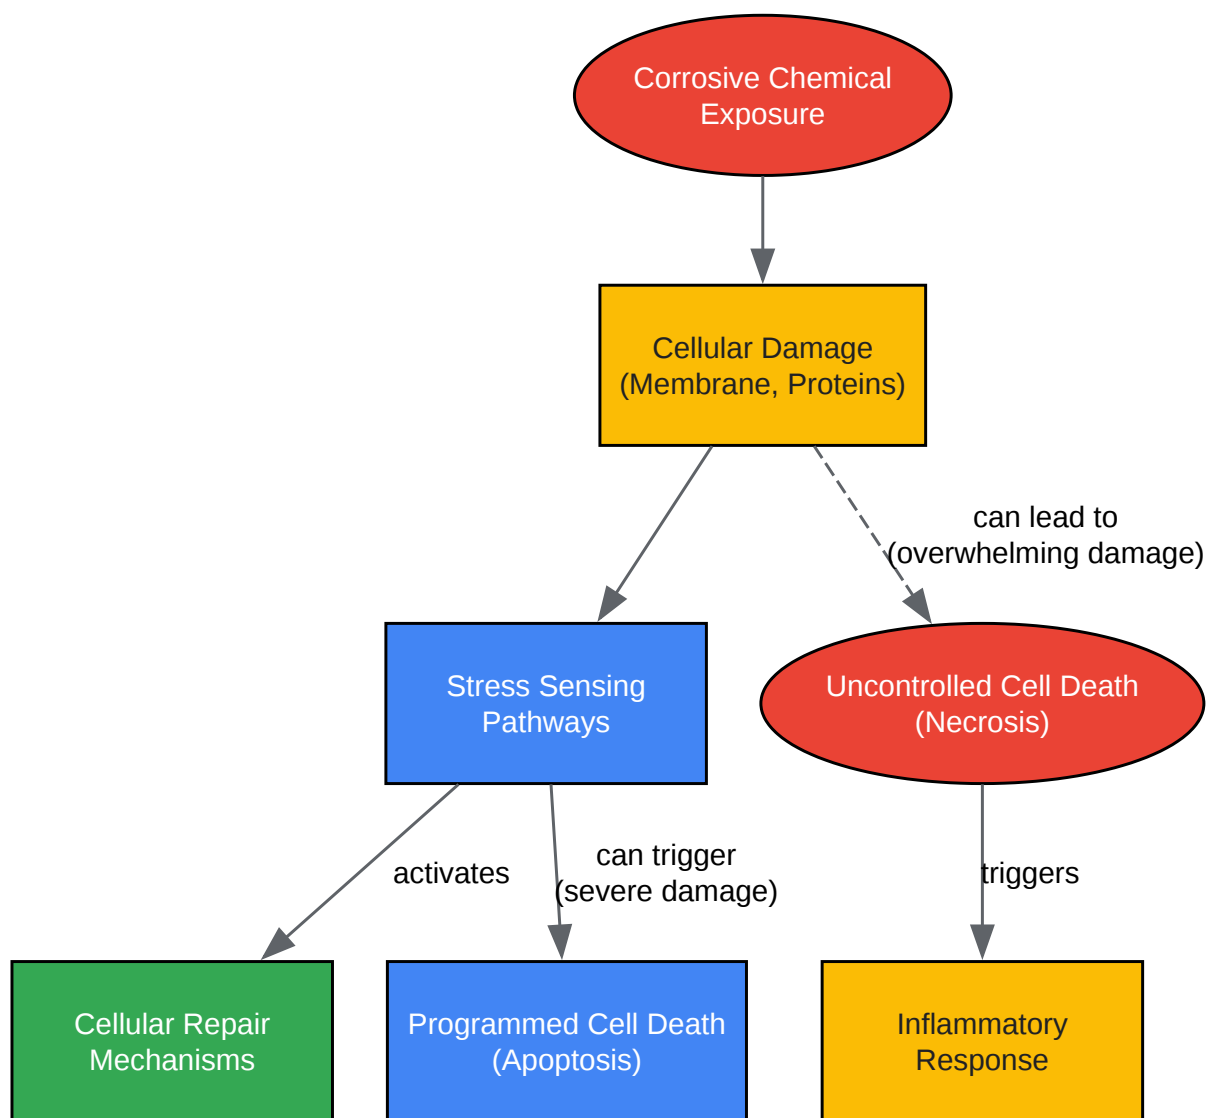 Corrosive Chemical
Exposure
Cellular Damage
(Membrane, Proteins)
can lead to
(overwhelming damage)
Stress Sensing
Pathways
Uncontrolled Cell Death
(Necrosis)
activates
can trigger
(severe damage)
triggers
Cellular Repair
Mechanisms
Programmed Cell Death
(Apoptosis)
Inflammatory
Response